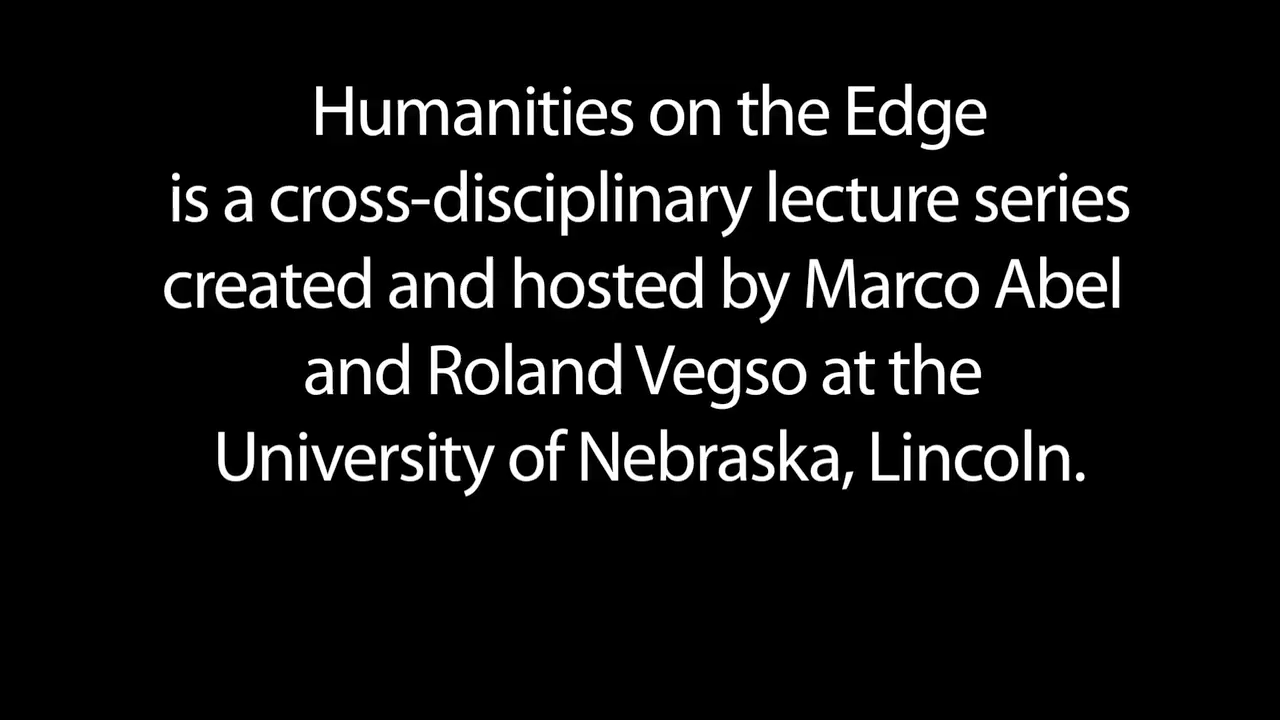 Humanities on the Edge
is a cross-disciplinary lecture series
created and hosted by Marco Abel
and Roland Vegso at the
University of Nebraska, Lincoln.